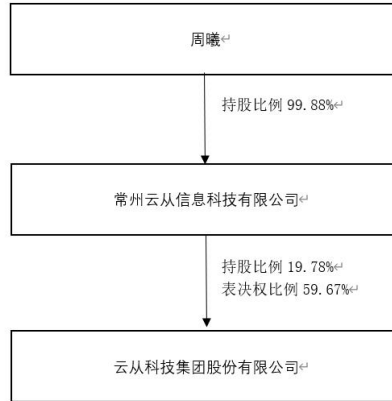 周曦
持股比例 99.88%
常州云从信息科技有限公司
持股比例 19.78%
表决权比例 59.67%
云从科技集团股份有限公司